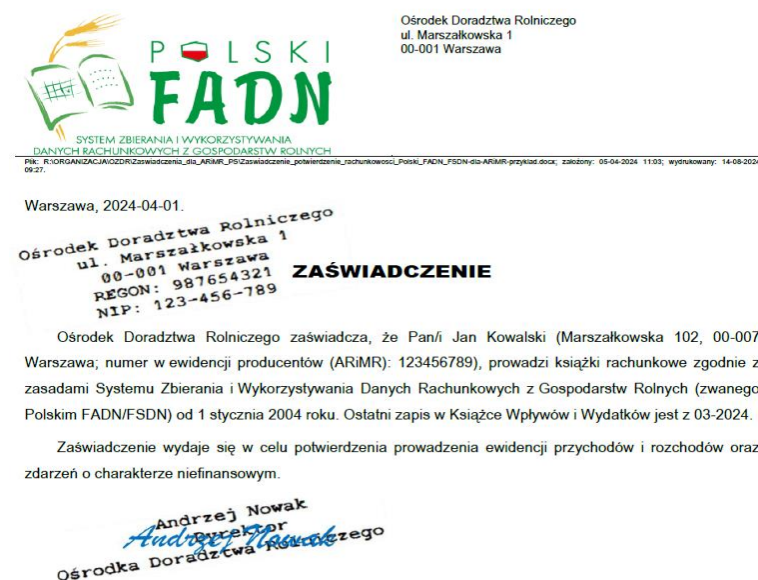 Ośrodek Doradztwa Rolniczego
ul. Marszałkowska 1
00-001 Warszawa
POLSKI
FADN
SYSTEM ZBIERANIA I WYKORZYSTYWANIA
DANYCH RACHUNKOWYCH Z GOSPODARSTW ROLNYCH
Plik: R:\ORGANIZACJA\OZDR\Zaswiadczenia_dla_ARiMR_PS\Zaswiadczenie_potwierdzenie_rachunkowosci_Polski_FADN_FSDN-dla-ARiMR-przyklad.docx; założony: 05-04-2024 11:03; wydrukowany: 14-08-2024
09:27.
Warszawa, 2024-04-01.
Ośrodek Doradztwa Rolniczego
ul. Marszałkowska 1
00-001 Warszawa
REGON: 987654321
NIP: 123-456-789
ZAŚWIADCZENIE
Ośrodek Doradztwa Rolniczego zaświadcza, że Pan/i Jan Kowalski (Marszałkowska 102, 00-007
Warszawa; numer w ewidencji producentów (ARiMR): 123456789), prowadzi książki rachunkowe zgodnie z
zasadami Systemu Zbierania i Wykorzystywania Danych Rachunkowych z Gospodarstw Rolnych (zwanego
Polskim FADN/FSDN) od 1 stycznia 2004 roku. Ostatni zapis w Książce Wpływów i Wydatków jest z 03-2024.
Zaświadczenie wydaje się w celu potwierdzenia prowadzenia ewidencji przychodów i rozchodów oraz
zdarzeń o charakterze niefinansowym.
Andrzej Nowak
Dyrektor
Andrzej Nowak
Ośrodka Doradztwa Rolniczego